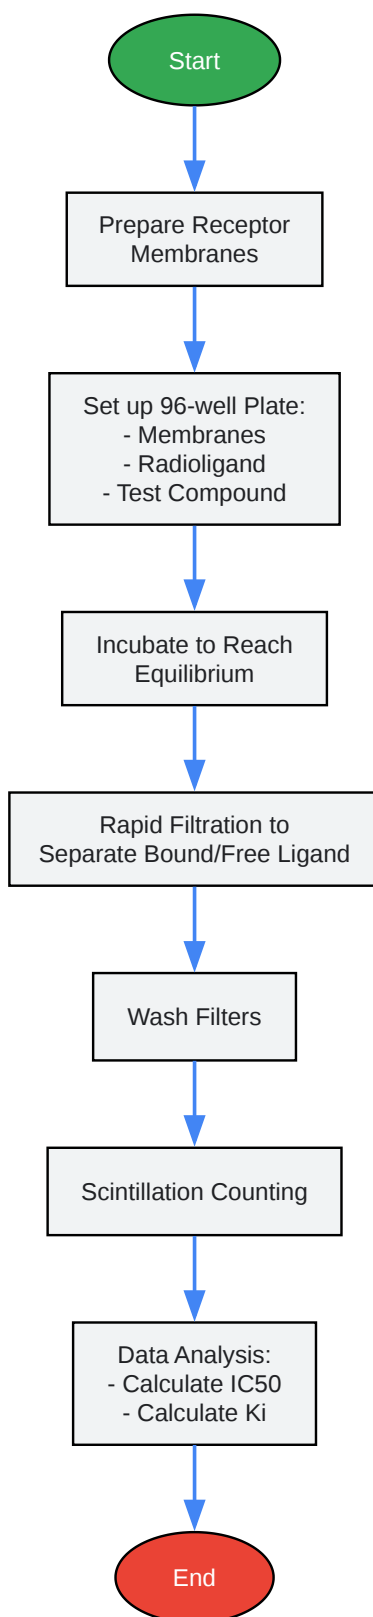 Start
Prepare Receptor
Membranes
Set up 96-well Plate:
- Membranes
- Radioligand
- Test Compound
Incubate to Reach
Equilibrium
Rapid Filtration to
Separate Bound/Free Ligand
Wash Filters
Scintillation Counting
Data Analysis:
- Calculate IC50
- Calculate Ki
End